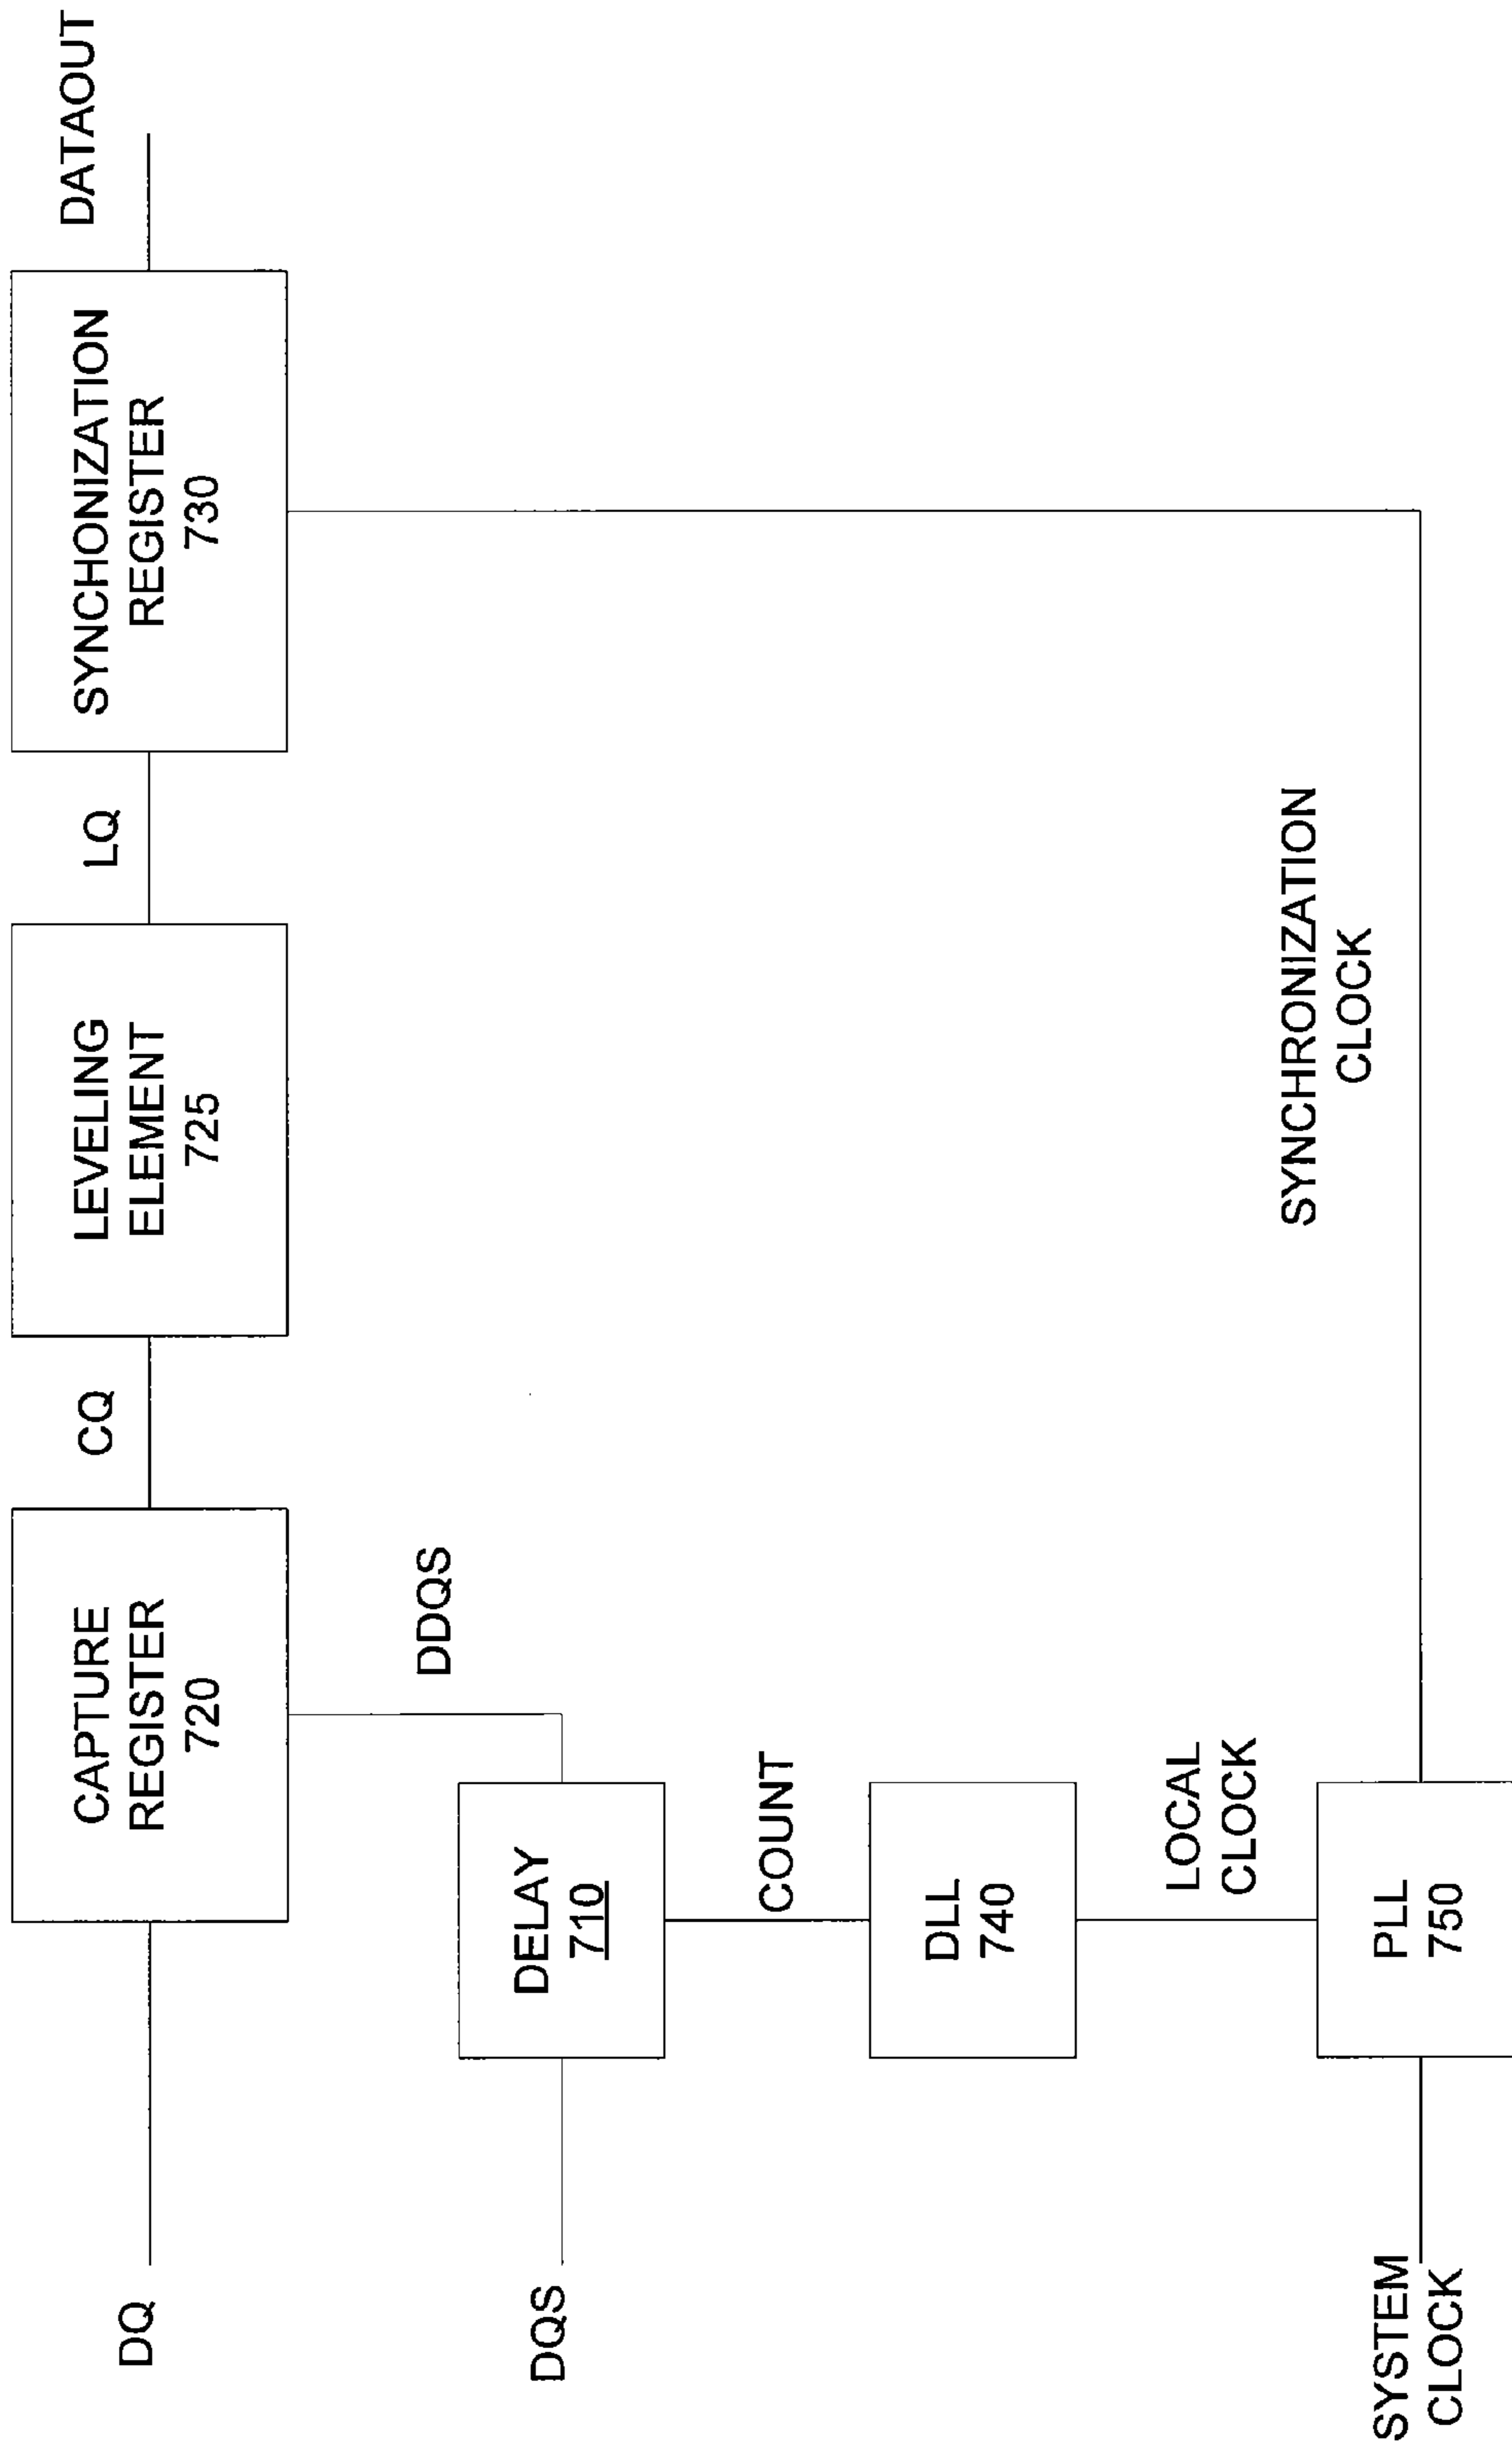 DQ
CAPTURE
REGISTER
720
CQ
LEVELING
ELEMENT
725
LQ
SYNCHONIZATION
REGISTER
730
DATAOUT
DDQS
DQS
DELAY
710
COUNT
DLL
740
LOCAL
CLOCK
SYNCHRONIZATION
CLOCK
SYSTEM
CLOCK
PLL
750